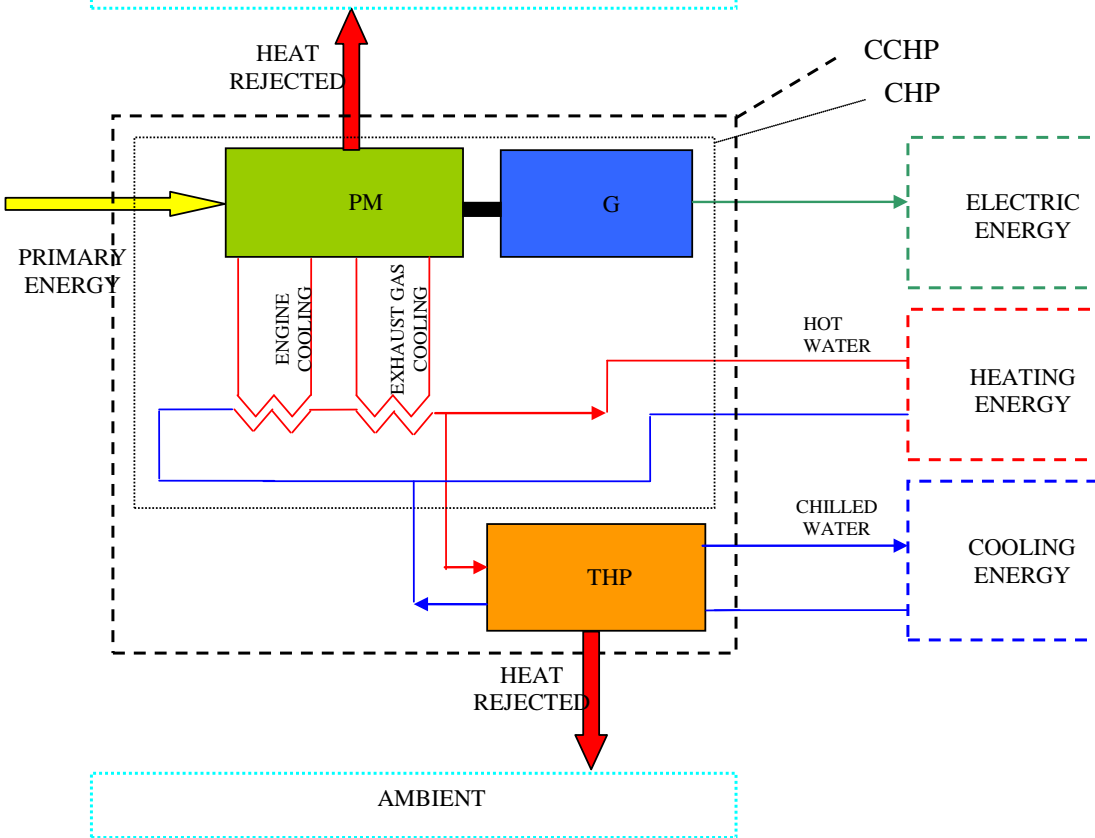 HEAT
REJECTED
CCHP
CHP
PM
G
ELECTRIC
ENERGY
PRIMARY
ENERGY
ENGINE
COOLING
EXHAUST GAS
COOLING
HOT
WATER
HEATING
ENERGY
CHILLED
WATER
THP
COOLING
ENERGY
HEAT
REJECTED
AMBIENT